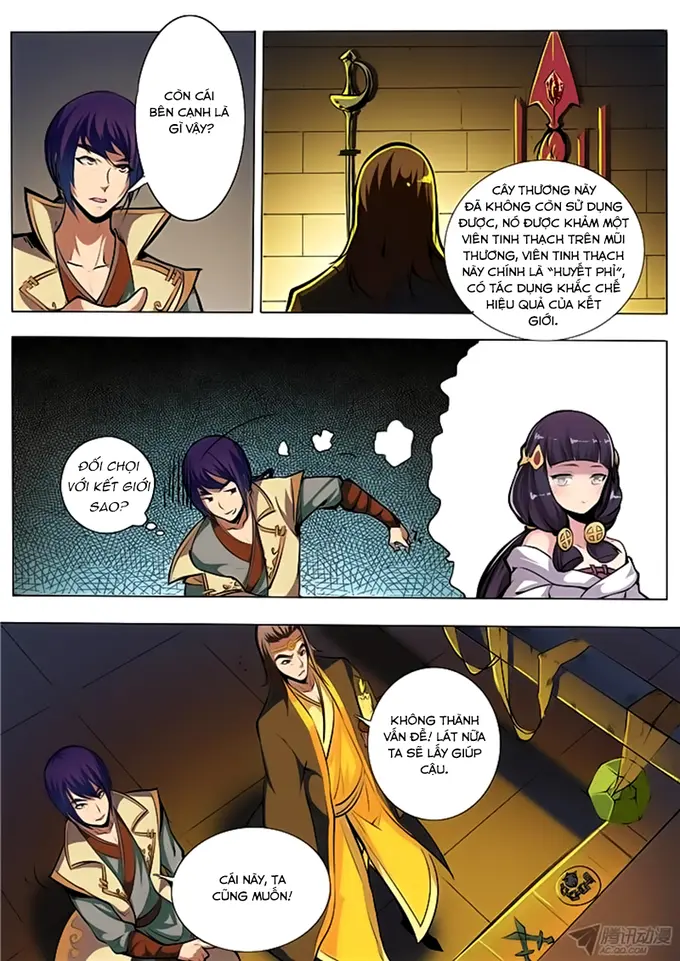 CÒN CÁI
BÊN CẠNH LÀ
GÌ VẬY?
CÂY THƯƠNG NÀY
ĐÃ KHÔNG CÒN SỬ DỤNG
ĐƯỢC, NÓ ĐƯỢC KHẢM MỘT
VIÊN TINH THẠCH TRÊN MŨI
THƯƠNG, VIÊN TINH THẠCH
NÀY CHÍNH LÀ "HUYẾT PHỈ",
CÓ TÁC DỤNG KHẮC CHẾ
HIỆU QUẢ CỦA KẾT
GIỚI.
ĐỐI CHỌI
VỚI KẾT GIỚI
SAO?
KHÔNG THÀNH
VẤN ĐỀ! LÁT NỮA
TA SẼ LẤY GIÚP
CẬU.
CÁI NÀY, TA
CŨNG MUỐN!
腾讯动漫
AC.QQ.COM